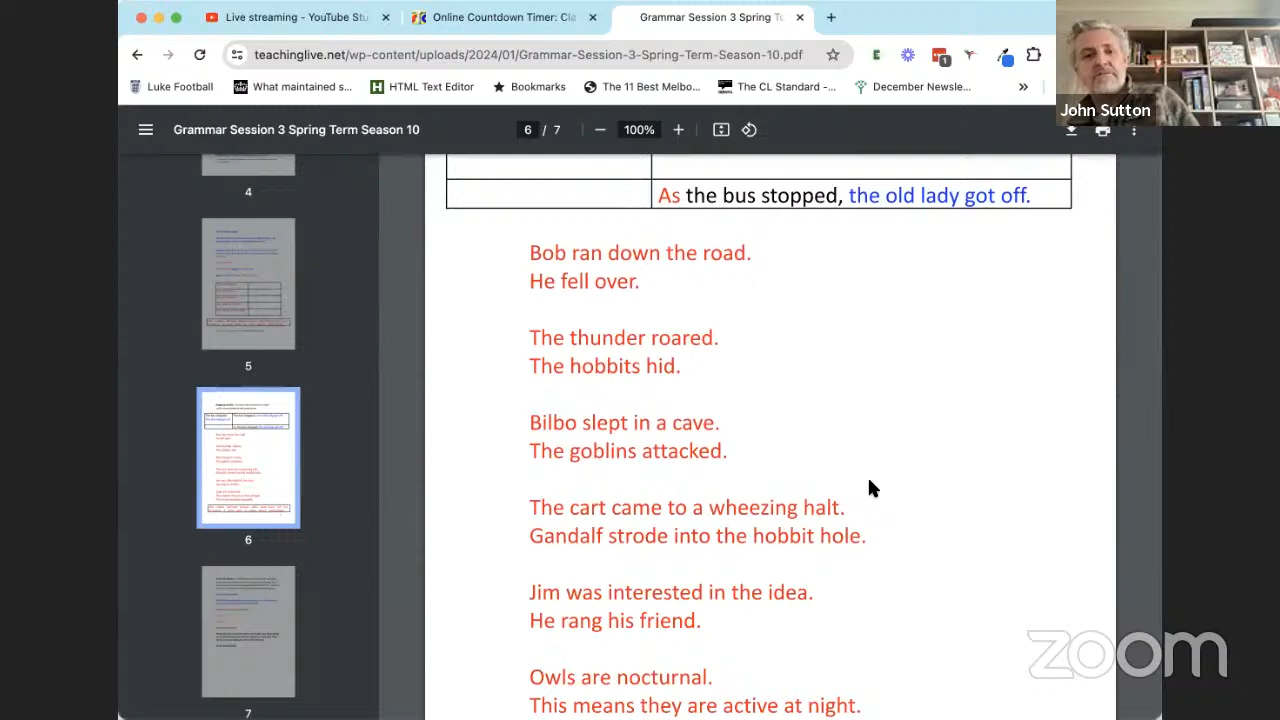 Live streaming - YouTube Stu
Online Countdown Timer: Cla
Grammar Session 3 Spring Te
teachinglive.net/wp-content/uploads/2024/01/Grammar-Session-3-Spring-Term-Season-10.pdf
Luke Football
What maintained s...
HTML Text Editor
Bookmarks
The 11 Best Melbo...
The CL Standard -...
December Newsle...
John Sutton
Grammar Session 3 Spring Term Season 10
6 / 7
100%
As the bus stopped, the old lady got off.
Bob ran down the road.
He fell over.
The thunder roared.
The hobbits hid.
Bilbo slept in a cave.
The goblins attacked.
The cart came to a wheezing halt.
Gandalf strode into the hobbit hole.
Jim was interested in the idea.
He rang his friend.
Owls are nocturnal.
This means they are active at night.
4
5
6
7
zoom